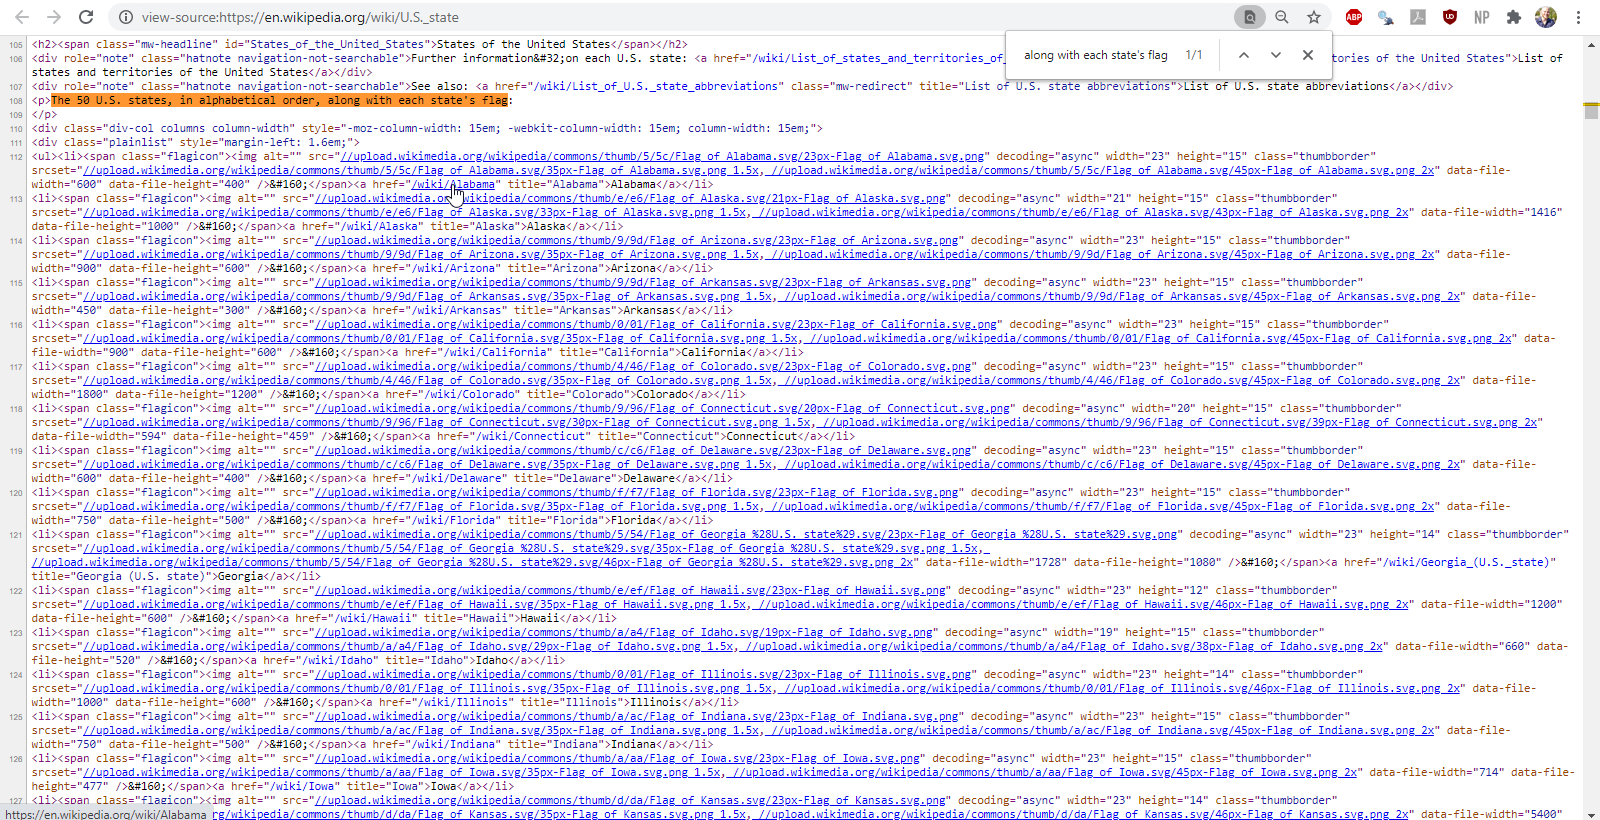 view-source:https://en.wikipedia.org/wiki/U.S._state
ABP
UD
NP
along with each state's flag 1/1
105 <h2><span class="mw-headline" id="States_of_the_United_States">States of the United States</span></h2>
106 <div role="note" class="hatnote navigation-not-searchable">Further information&#32;on each U.S. state: <a href="/wiki/List_of_states_and_territories_of_ tories of the United States">List of
states and territories of the United States</a></div>
107 <div role="note" class="hatnote navigation-not-searchable">See also: <a href="/wiki/List_of_U.S._state_abbreviations" class="mw-redirect" title="List of U.S. state abbreviations">List of U.S. state abbreviations</a></div>
108 <p>The 50 U.S. states, in alphabetical order, along with each state's flag:
109 </p>
110 <div class="div-col columns column-width" style="-moz-column-width: 15em; -webkit-column-width: 15em; column-width: 15em;">
111 <div class="plainlist" style="margin-left: 1.6em;">
112 <ul><li><span class="flagicon"><img alt="" src="//upload.wikimedia.org/wikipedia/commons/thumb/5/5c/Flag_of_Alabama.svg/23px-Flag_of_Alabama.svg.png" decoding="async" width="23" height="15" class="thumbborder"
srcset="//upload.wikimedia.org/wikipedia/commons/thumb/5/5c/Flag_of_Alabama.svg/35px-Flag_of_Alabama.svg.png 1.5x, //upload.wikimedia.org/wikipedia/commons/thumb/5/5c/Flag_of_Alabama.svg/45px-Flag_of_Alabama.svg.png 2x" data-file-
width="600" data-file-height="400" />&#160;</span><a href="/wiki/Alabama" title="Alabama">Alabama</a></li>
113 <li><span class="flagicon"><img alt="" src="//upload.wikimedia.org/wikipedia/commons/thumb/e/e6/Flag_of_Alaska.svg/21px-Flag_of_Alaska.svg.png" decoding="async" width="21" height="15" class="thumbborder"
srcset="//upload.wikimedia.org/wikipedia/commons/thumb/e/e6/Flag_of_Alaska.svg/33px-Flag_of_Alaska.svg.png 1.5x, //upload.wikimedia.org/wikipedia/commons/thumb/e/e6/Flag_of_Alaska.svg/43px-Flag_of_Alaska.svg.png 2x" data-file-width="1416"
data-file-height="1000" />&#160;</span><a href="/wiki/Alaska" title="Alaska">Alaska</a></li>
114 <li><span class="flagicon"><img alt="" src="//upload.wikimedia.org/wikipedia/commons/thumb/9/9d/Flag_of_Arizona.svg/23px-Flag_of_Arizona.svg.png" decoding="async" width="23" height="15" class="thumbborder"
srcset="//upload.wikimedia.org/wikipedia/commons/thumb/9/9d/Flag_of_Arizona.svg/35px-Flag_of_Arizona.svg.png 1.5x, //upload.wikimedia.org/wikipedia/commons/thumb/9/9d/Flag_of_Arizona.svg/45px-Flag_of_Arizona.svg.png 2x" data-file-
width="900" data-file-height="600" />&#160;</span><a href="/wiki/Arizona" title="Arizona">Arizona</a></li>
115 <li><span class="flagicon"><img alt="" src="//upload.wikimedia.org/wikipedia/commons/thumb/9/9d/Flag_of_Arkansas.svg/23px-Flag_of_Arkansas.svg.png" decoding="async" width="23" height="15" class="thumbborder"
srcset="//upload.wikimedia.org/wikipedia/commons/thumb/9/9d/Flag_of_Arkansas.svg/35px-Flag_of_Arkansas.svg.png 1.5x, //upload.wikimedia.org/wikipedia/commons/thumb/9/9d/Flag_of_Arkansas.svg/45px-Flag_of_Arkansas.svg.png 2x" data-file-
width="450" data-file-height="300" />&#160;</span><a href="/wiki/Arkansas" title="Arkansas">Arkansas</a></li>
116 <li><span class="flagicon"><img alt="" src="//upload.wikimedia.org/wikipedia/commons/thumb/0/01/Flag_of_California.svg/23px-Flag_of_California.svg.png" decoding="async" width="23" height="15" class="thumbborder"
srcset="//upload.wikimedia.org/wikipedia/commons/thumb/0/01/Flag_of_California.svg/35px-Flag_of_California.svg.png 1.5x, //upload.wikimedia.org/wikipedia/commons/thumb/0/01/Flag_of_California.svg/45px-Flag_of_California.svg.png 2x" data-
file-width="900" data-file-height="600" />&#160;</span><a href="/wiki/California" title="California">California</a></li>
117 <li><span class="flagicon"><img alt="" src="//upload.wikimedia.org/wikipedia/commons/thumb/4/46/Flag_of_Colorado.svg/23px-Flag_of_Colorado.svg.png" decoding="async" width="23" height="15" class="thumbborder"
srcset="//upload.wikimedia.org/wikipedia/commons/thumb/4/46/Flag_of_Colorado.svg/35px-Flag_of_Colorado.svg.png 1.5x, //upload.wikimedia.org/wikipedia/commons/thumb/4/46/Flag_of_Colorado.svg/45px-Flag_of_Colorado.svg.png 2x" data-file-
width="1800" data-file-height="1200" />&#160;</span><a href="/wiki/Colorado" title="Colorado">Colorado</a></li>
118 <li><span class="flagicon"><img alt="" src="//upload.wikimedia.org/wikipedia/commons/thumb/9/96/Flag_of_Connecticut.svg/20px-Flag_of_Connecticut.svg.png" decoding="async" width="20" height="15" class="thumbborder"
srcset="//upload.wikimedia.org/wikipedia/commons/thumb/9/96/Flag_of_Connecticut.svg/30px-Flag_of_Connecticut.svg.png 1.5x, //upload.wikimedia.org/wikipedia/commons/thumb/9/96/Flag_of_Connecticut.svg/39px-Flag_of_Connecticut.svg.png 2x"
data-file-width="594" data-file-height="459" />&#160;</span><a href="/wiki/Connecticut" title="Connecticut">Connecticut</a></li>
119 <li><span class="flagicon"><img alt="" src="//upload.wikimedia.org/wikipedia/commons/thumb/c/c6/Flag_of_Delaware.svg/23px-Flag_of_Delaware.svg.png" decoding="async" width="23" height="15" class="thumbborder"
srcset="//upload.wikimedia.org/wikipedia/commons/thumb/c/c6/Flag_of_Delaware.svg/35px-Flag_of_Delaware.svg.png 1.5x, //upload.wikimedia.org/wikipedia/commons/thumb/c/c6/Flag_of_Delaware.svg/45px-Flag_of_Delaware.svg.png 2x" data-file-
width="600" data-file-height="400" />&#160;</span><a href="/wiki/Delaware" title="Delaware">Delaware</a></li>
120 <li><span class="flagicon"><img alt="" src="//upload.wikimedia.org/wikipedia/commons/thumb/f/f7/Flag_of_Florida.svg/23px-Flag_of_Florida.svg.png" decoding="async" width="23" height="15" class="thumbborder"
srcset="//upload.wikimedia.org/wikipedia/commons/thumb/f/f7/Flag_of_Florida.svg/35px-Flag_of_Florida.svg.png 1.5x, //upload.wikimedia.org/wikipedia/commons/thumb/f/f7/Flag_of_Florida.svg/45px-Flag_of_Florida.svg.png 2x" data-file-
width="750" data-file-height="500" />&#160;</span><a href="/wiki/Florida" title="Florida">Florida</a></li>
121 <li><span class="flagicon"><img alt="" src="//upload.wikimedia.org/wikipedia/commons/thumb/5/54/Flag_of_Georgia_%28U.S._state%29.svg/23px-Flag_of_Georgia_%28U.S._state%29.svg.png" decoding="async" width="23" height="14" class="thumbborder"
srcset="//upload.wikimedia.org/wikipedia/commons/thumb/5/54/Flag_of_Georgia_%28U.S._state%29.svg/35px-Flag_of_Georgia_%28U.S._state%29.svg.png 1.5x,
//upload.wikimedia.org/wikipedia/commons/thumb/5/54/Flag_of_Georgia_%28U.S._state%29.svg/46px-Flag_of_Georgia_%28U.S._state%29.svg.png 2x" data-file-width="1728" data-file-height="1080" />&#160;</span><a href="/wiki/Georgia_(U.S._state)"
title="Georgia (U.S. state)">Georgia</a></li>
122 <li><span class="flagicon"><img alt="" src="//upload.wikimedia.org/wikipedia/commons/thumb/e/ef/Flag_of_Hawaii.svg/23px-Flag_of_Hawaii.svg.png" decoding="async" width="23" height="12" class="thumbborder"
srcset="//upload.wikimedia.org/wikipedia/commons/thumb/e/ef/Flag_of_Hawaii.svg/35px-Flag_of_Hawaii.svg.png 1.5x, //upload.wikimedia.org/wikipedia/commons/thumb/e/ef/Flag_of_Hawaii.svg/46px-Flag_of_Hawaii.svg.png 2x" data-file-width="1200"
data-file-height="600" />&#160;</span><a href="/wiki/Hawaii" title="Hawaii">Hawaii</a></li>
123 <li><span class="flagicon"><img alt="" src="//upload.wikimedia.org/wikipedia/commons/thumb/a/a4/Flag_of_Idaho.svg/19px-Flag_of_Idaho.svg.png" decoding="async" width="19" height="15" class="thumbborder"
srcset="//upload.wikimedia.org/wikipedia/commons/thumb/a/a4/Flag_of_Idaho.svg/29px-Flag_of_Idaho.svg.png 1.5x, //upload.wikimedia.org/wikipedia/commons/thumb/a/a4/Flag_of_Idaho.svg/38px-Flag_of_Idaho.svg.png 2x" data-file-width="660" data-
file-height="520" />&#160;</span><a href="/wiki/Idaho" title="Idaho">Idaho</a></li>
124 <li><span class="flagicon"><img alt="" src="//upload.wikimedia.org/wikipedia/commons/thumb/0/01/Flag_of_Illinois.svg/23px-Flag_of_Illinois.svg.png" decoding="async" width="23" height="14" class="thumbborder"
srcset="//upload.wikimedia.org/wikipedia/commons/thumb/0/01/Flag_of_Illinois.svg/35px-Flag_of_Illinois.svg.png 1.5x, //upload.wikimedia.org/wikipedia/commons/thumb/0/01/Flag_of_Illinois.svg/46px-Flag_of_Illinois.svg.png 2x" data-file-
width="1000" data-file-height="600" />&#160;</span><a href="/wiki/Illinois" title="Illinois">Illinois</a></li>
125 <li><span class="flagicon"><img alt="" src="//upload.wikimedia.org/wikipedia/commons/thumb/a/ac/Flag_of_Indiana.svg/23px-Flag_of_Indiana.svg.png" decoding="async" width="23" height="15" class="thumbborder"
srcset="//upload.wikimedia.org/wikipedia/commons/thumb/a/ac/Flag_of_Indiana.svg/35px-Flag_of_Indiana.svg.png 1.5x, //upload.wikimedia.org/wikipedia/commons/thumb/a/ac/Flag_of_Indiana.svg/45px-Flag_of_Indiana.svg.png 2x" data-file-
width="750" data-file-height="500" />&#160;</span><a href="/wiki/Indiana" title="Indiana">Indiana</a></li>
126 <li><span class="flagicon"><img alt="" src="//upload.wikimedia.org/wikipedia/commons/thumb/a/aa/Flag_of_Iowa.svg/23px-Flag_of_Iowa.svg.png" decoding="async" width="23" height="15" class="thumbborder"
srcset="//upload.wikimedia.org/wikipedia/commons/thumb/a/aa/Flag_of_Iowa.svg/35px-Flag_of_Iowa.svg.png 1.5x, //upload.wikimedia.org/wikipedia/commons/thumb/a/aa/Flag_of_Iowa.svg/45px-Flag_of_Iowa.svg.png 2x" data-file-width="714" data-file-
height="477" />&#160;</span><a href="/wiki/Iowa" title="Iowa">Iowa</a></li>
127 <li><span class="flagicon"><img alt="" src="//upload.wikimedia.org/wikipedia/commons/thumb/d/da/Flag_of_Kansas.svg/23px-Flag_of_Kansas.svg.png" decoding="async" width="23" height="14" class="thumbborder"
https://en.wikipedia.org/wiki/Alabama rg/wikipedia/commons/thumb/d/da/Flag_of_Kansas.svg/35px-Flag_of_Kansas.svg.png 1.5x, //upload.wikimedia.org/wikipedia/commons/thumb/d/da/Flag_of_Kansas.svg/46px-Flag_of_Kansas.svg.png 2x" data-file-width="5400"